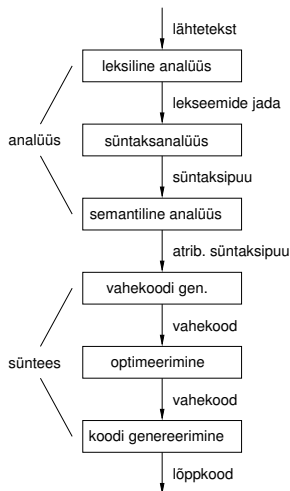 lähtetekst
leksiline analüüs
lekseemide jada
analüüs
süntaksanalüüs
süntaksipuu
semantiline analüüs
atrib. süntaksipuu
vahekoodi gen.
vahekood
süntees
optimeerimine
vahekood
koodi genereerimine
lõppkood